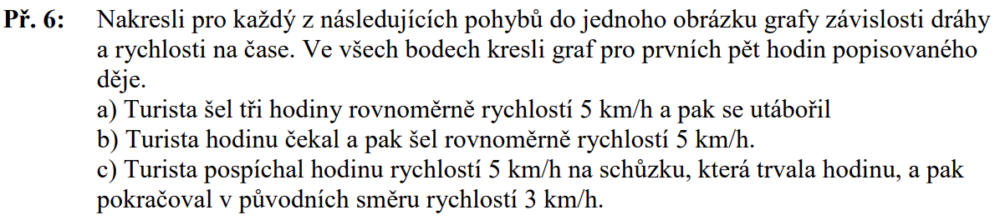 Př. 6: Nakresli pro každý z následujících pohybů do jednoho obrázku grafy závislosti dráhy
a rychlosti na čase. Ve všech bodech kresli graf pro prvních pět hodin popisovaného
děje.
a) Turista šel tři hodiny rovnoměrně rychlostí 5 km/h a pak se utábořil
b) Turista hodinu čekal a pak šel rovnoměrně rychlostí 5 km/h.
c) Turista pospíchal hodinu rychlostí 5 km/h na schůzku, která trvala hodinu, a pak
pokračoval v původních směru rychlostí 3 km/h.